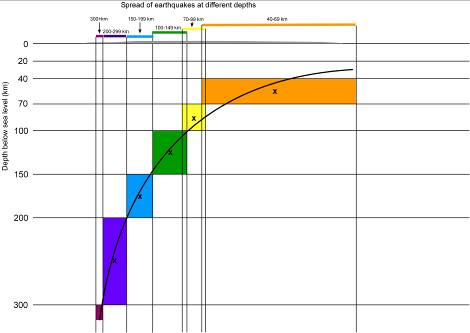 Spread of earthquakes at different depths
300+km
200-299 km
150-199 km
100-149 km
70-99 km
40-69 km
Depth below sea level (km)
0
20
40
70
100
150
200
300
x
x
x
x
x